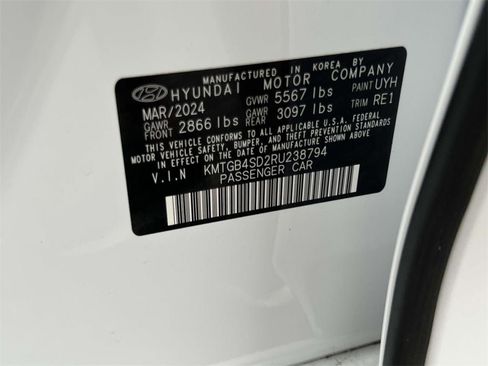 MANUFACTURED IN KOREA BY
HYUNDAI MOTOR COMPANY
MAR/2024 GVWR 5567 lbs PAINT UYH
GAWR FRONT 2866 lbs GAWR REAR 3097 lbs TRIM RE1
THIS VEHICLE CONFORMS TO ALL APPLICABLE U.S.A. FEDERAL
MOTOR VEHICLE SAFETY, BUMPER, AND THEFT PREVENTION
STANDARDS IN EFFECT ON THE DATE OF MANUFACTURE SHOWN ABOVE.
V.I.N KMTGB4SD2RU238794
PASSENGER CAR